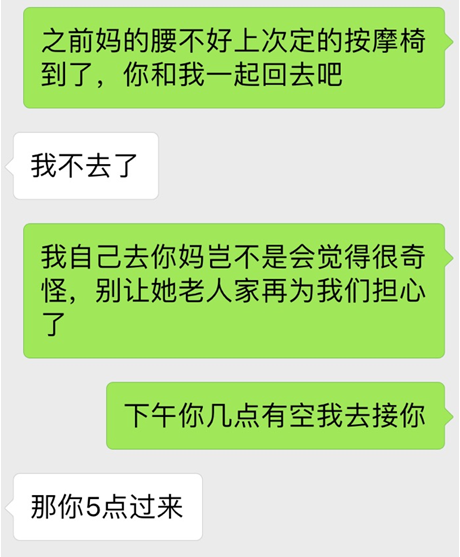 之前妈的腰不好上次定的按摩椅
到了，你和我一起回去吧
我不去了
我自己去你妈岂不是会觉得很奇
怪，别让她老人家再为我们担心
了
下午你几点有空我去接你
那你5点过来